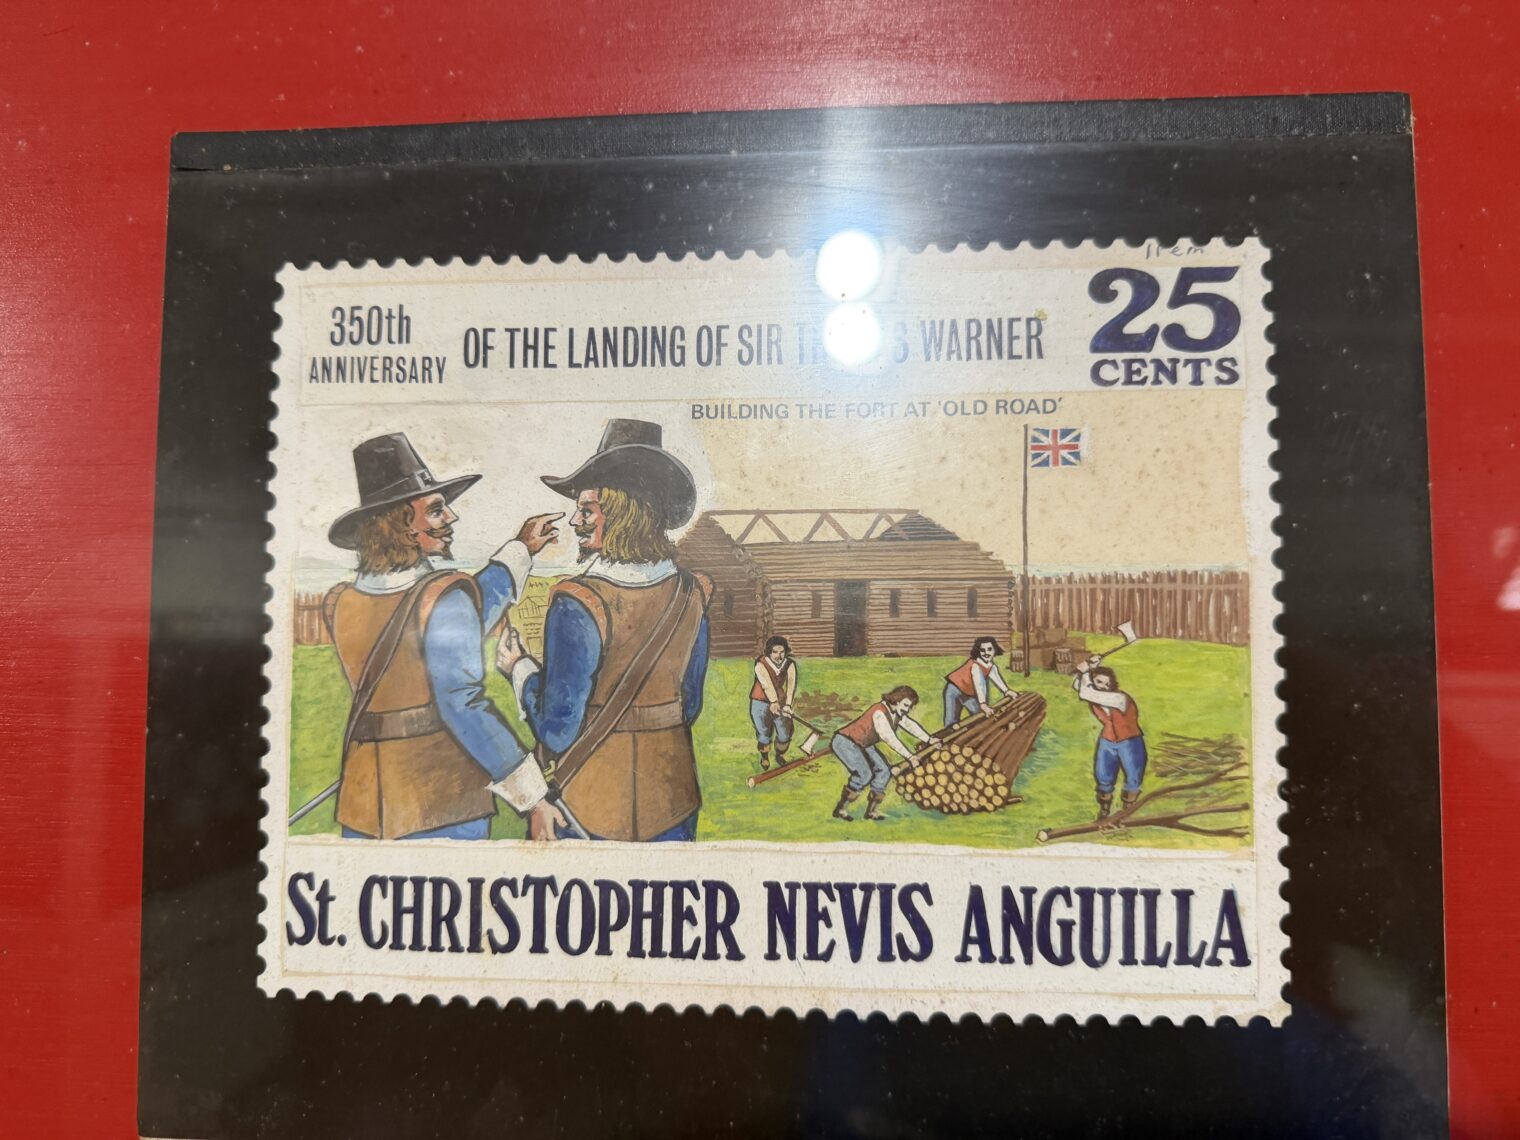 350th
ANNIVERSARY
OF THE LANDING OF SIR WARNER
25
CENTS
BUILDING THE FORT AT 'OLD ROAD'
St. CHRISTOPHER NEVIS ANGUILLA